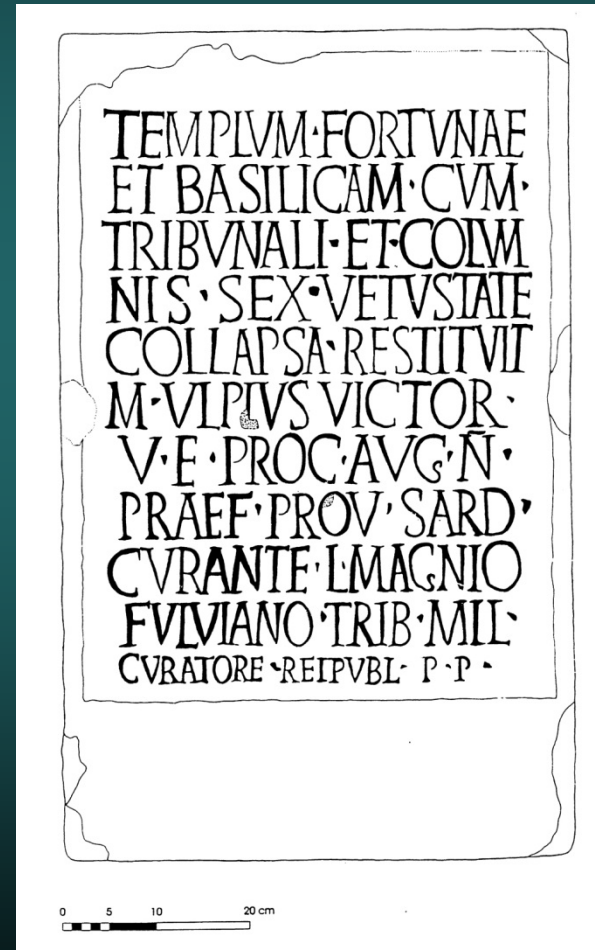 TEMPLVM·FORTVNAE
ET BASILICAM·CVM·
TRIBVNALI·ET·COLVM
NIS·SEX·VETVSTATE
COLLAPSA·RESTITVIT
M·VLPIVS VICTOR·
V·E·PROC·AVG·N̄·
PRAEF·PROV·SARD·
CVRANTE·L·MAGNIO
FVLVIANO·TRIB·MIL·
CVRATORE·REIPVBL·P·P·
0 5 10 20 cm